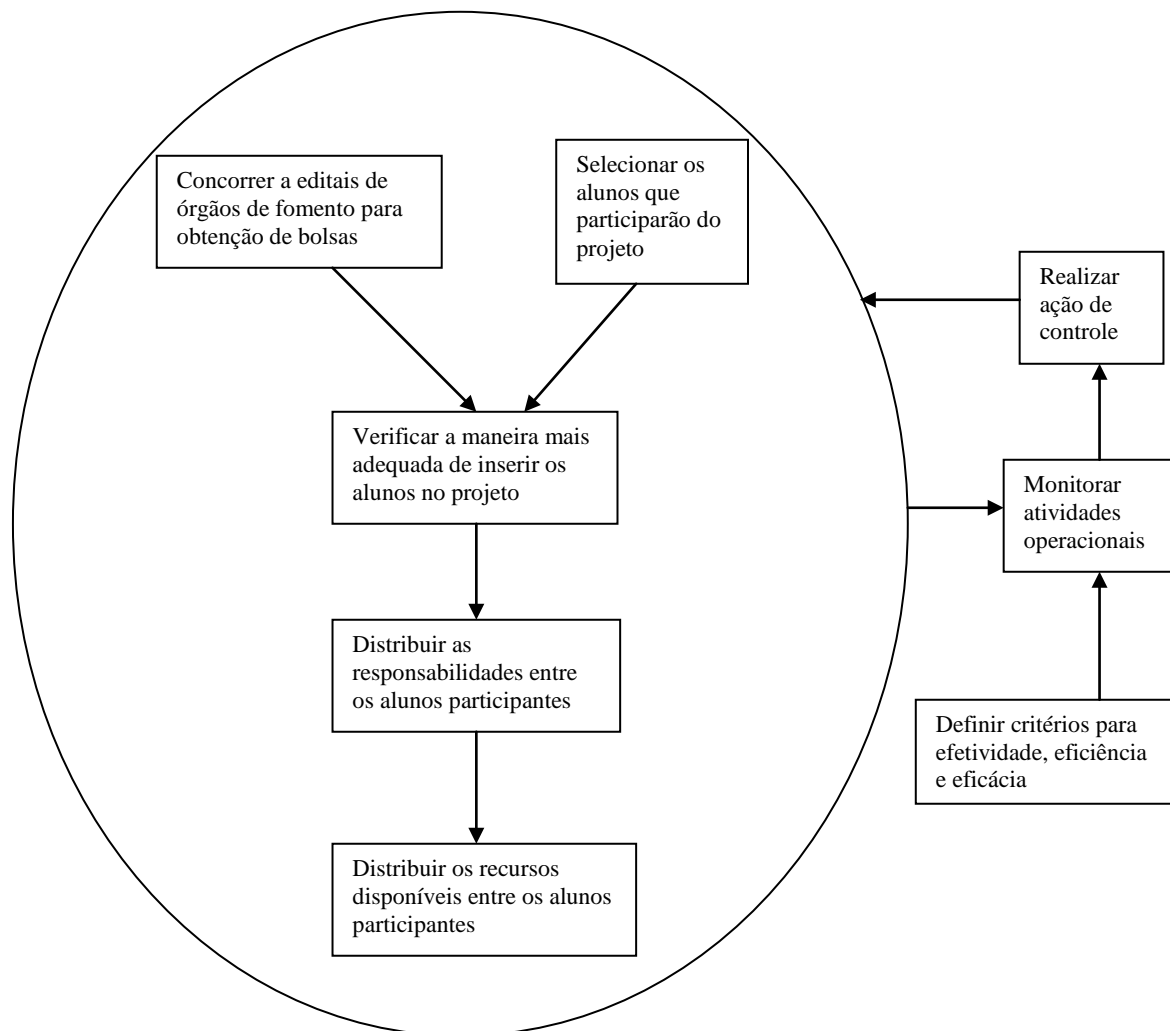 Concorrer a editais de
órgãos de fomento para
obtenção de bolsas
Selecionar os
alunos que
participarão do
projeto
Realizar
ação de
controle
Verificar a maneira mais
adequada de inserir os
alunos no projeto
Monitorar
atividades
operacionais
Distribuir as
responsabilidades entre
os alunos participantes
Definir critérios para
efetividade, eficiência
e eficácia
Distribuir os recursos
disponíveis entre os alunos
participantes